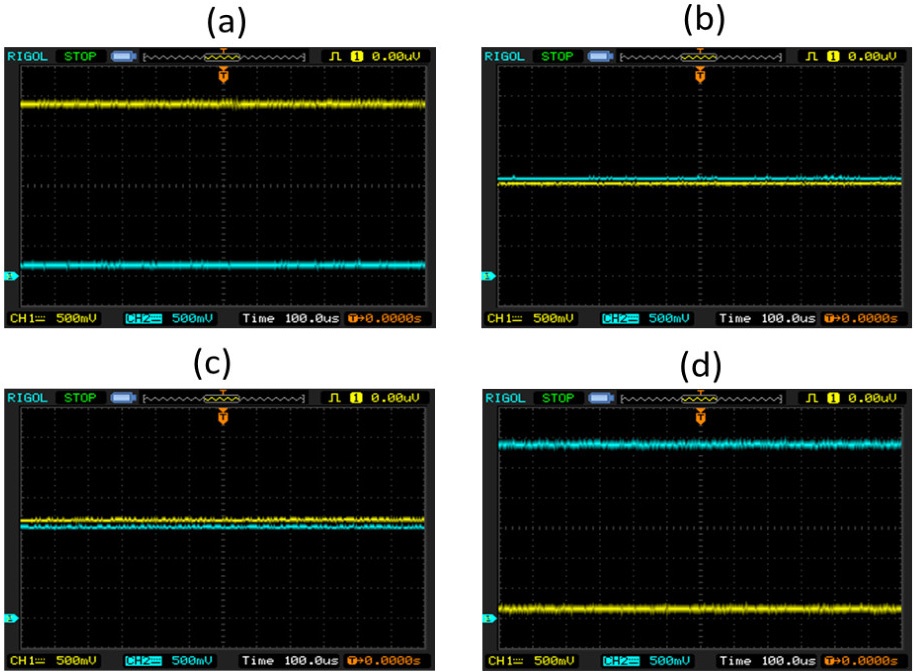 (a)
(b)
RIGOL STOP T 1 0.00uV
T
1
CH1 500mV CH2 500mV Time 100.0us T→0.0000s
RIGOL STOP T 1 0.00uV
T
1
CH1 500mV CH2 500mV Time 100.0us T→0.0000s
(c)
(d)
RIGOL STOP T 1 0.00uV
T
1
CH1 500mV CH2 500mV Time 100.0us T→0.0000s
RIGOL STOP T 1 0.00uV
T
1
CH1 500mV CH2 500mV Time 100.0us T→0.0000s